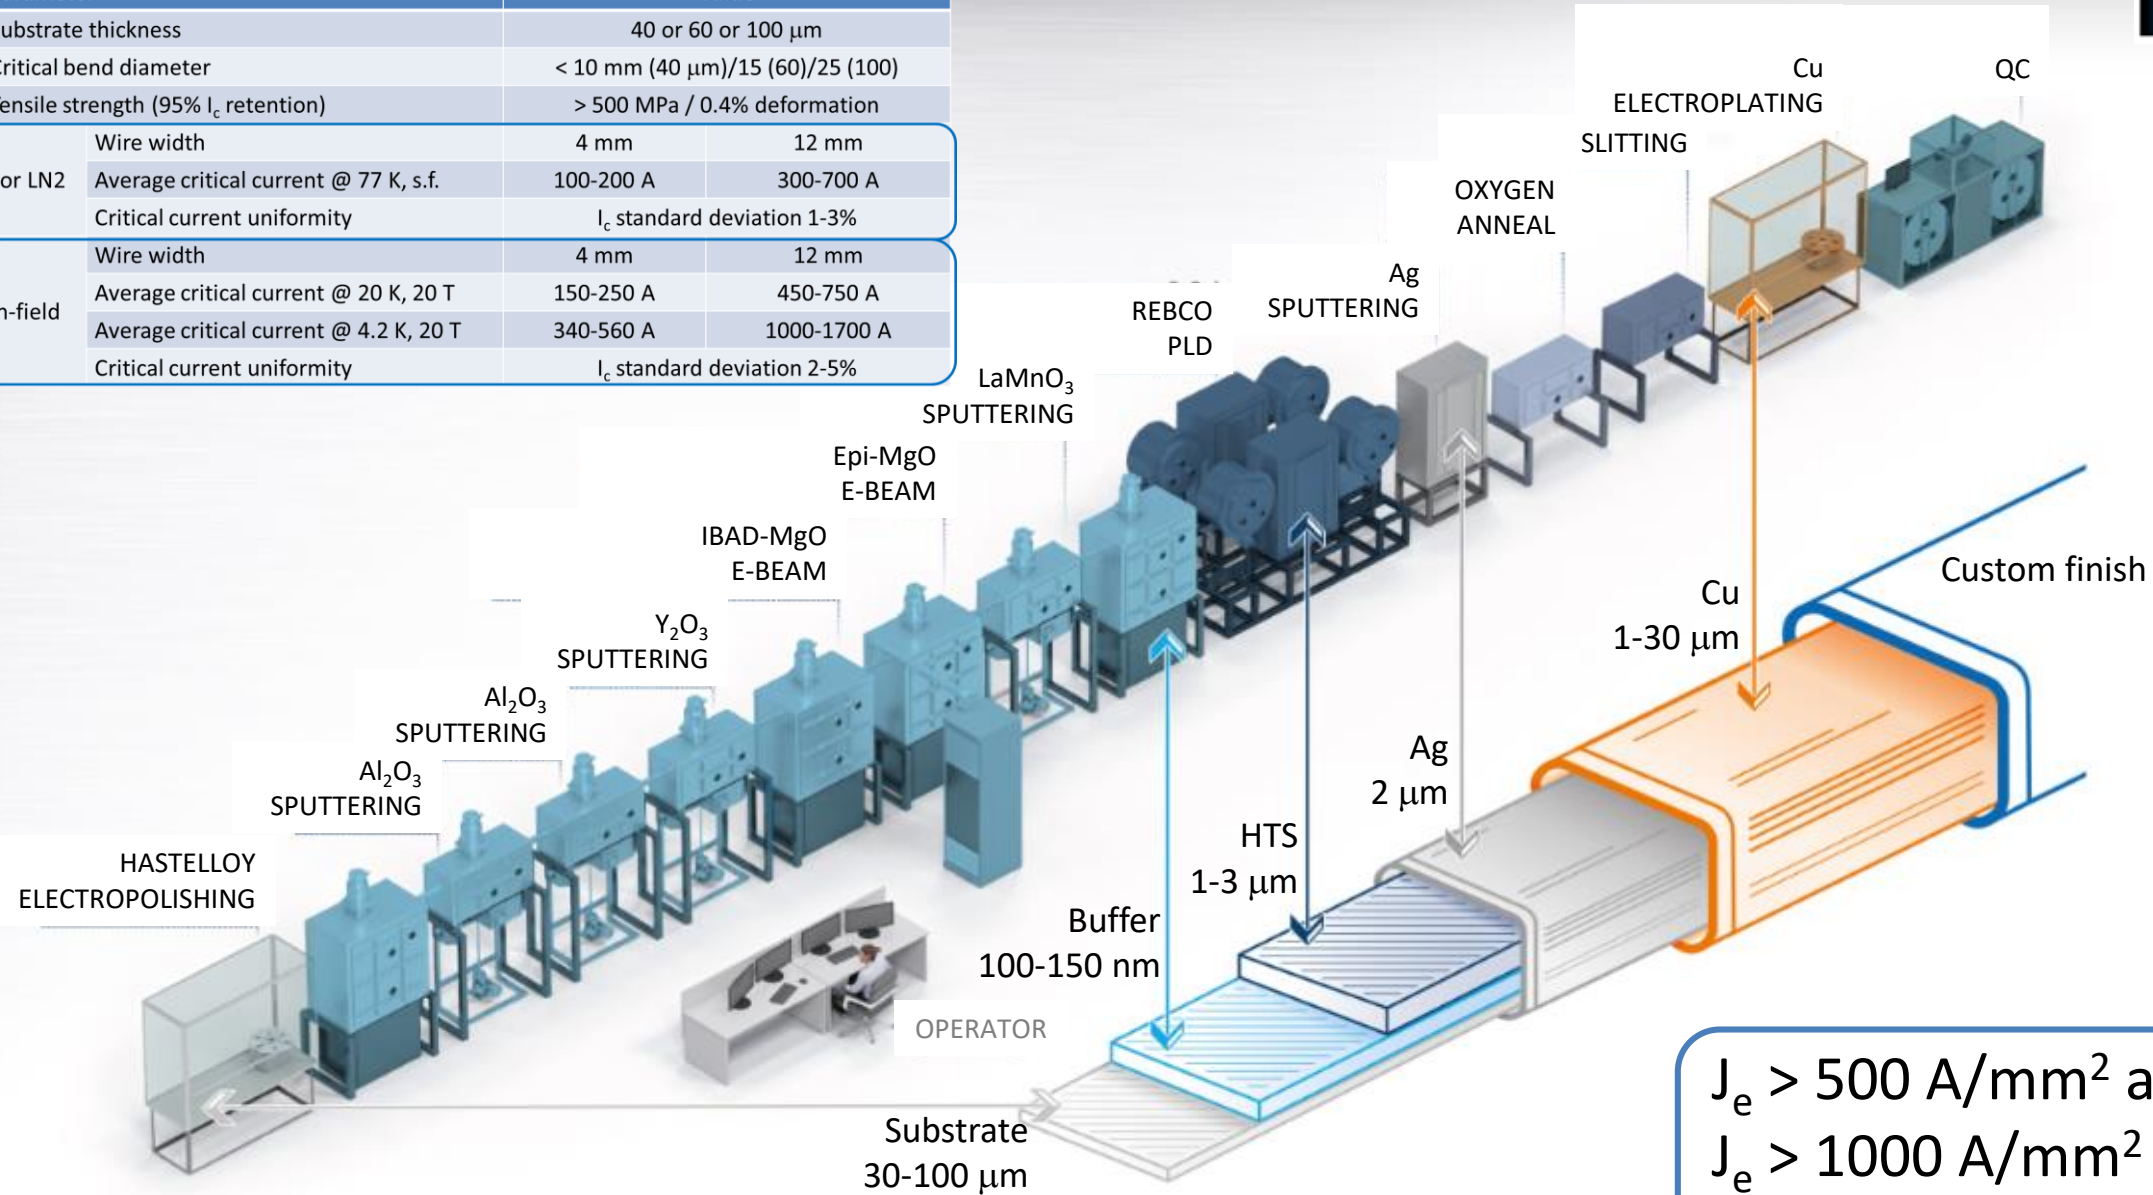 ubstrate thickness 40 or 60 or 100 μm
ritical bend diameter < 10 mm (40 μm)/15 (60)/25 (100)
ensile strength (95% Ic retention) > 500 MPa / 0.4% deformation
Wire width 4 mm 12 mm
or LN2 Average critical current @ 77 K, s.f. 100-200 A 300-700 A
Critical current uniformity Ic standard deviation 1-3%
Wire width 4 mm 12 mm
n-field Average critical current @ 20 K, 20 T 150-250 A 450-750 A
Average critical current @ 4.2 K, 20 T 340-560 A 1000-1700 A
Critical current uniformity Ic standard deviation 2-5%
HASTELLOY
ELECTROPOLISHING
Al₂O₃
SPUTTERING
Al₂O₃
SPUTTERING
Y₂O₃
SPUTTERING
IBAD-MgO
E-BEAM
Epi-MgO
E-BEAM
LaMnO₃
SPUTTERING
REBCO
PLD
Ag
SPUTTERING
OXYGEN
ANNEAL
SLITTING
Cu
ELECTROPLATING
QC
OPERATOR
Substrate
30-100 μm
Buffer
100-150 nm
HTS
1-3 μm
Ag
2 μm
Cu
1-30 μm
Custom finish
Je > 500 A/mm² a
Je > 1000 A/mm²